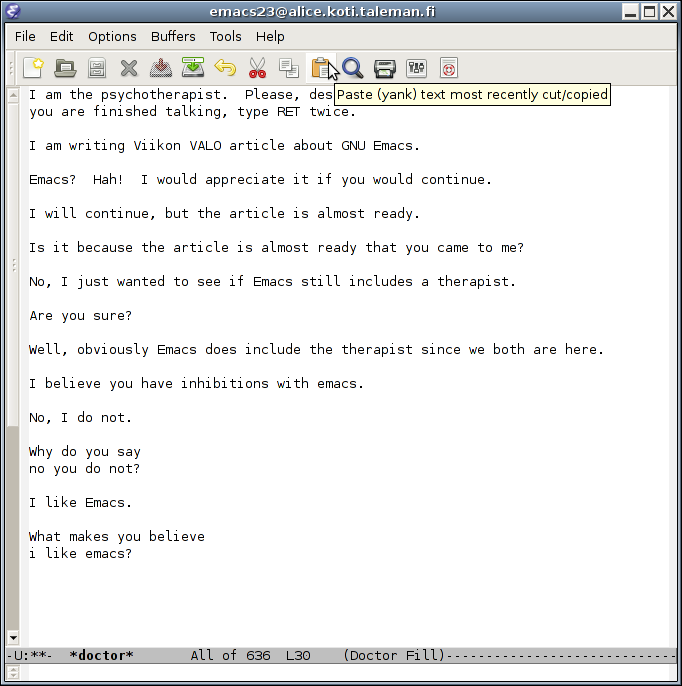 emacs23@alice.koti.taleman.fi
File Edit Options Buffers Tools Help
I am the psychotherapist.  Please, des
Paste (yank) text most recently cut/copied
you are finished talking, type RET twice.
I am writing Viikon VALO article about GNU Emacs.
Emacs?  Hah!  I would appreciate it if you would continue.
I will continue, but the article is almost ready.
Is it because the article is almost ready that you came to me?
No, I just wanted to see if Emacs still includes a therapist.
Are you sure?
Well, obviously Emacs does include the therapist since we both are here.
I believe you have inhibitions with emacs.
No, I do not.
Why do you say
no you do not?
I like Emacs.
What makes you believe
i like emacs?
-U:**-  *doctor*       All of 636  L30    (Doctor Fill)-----------------------------